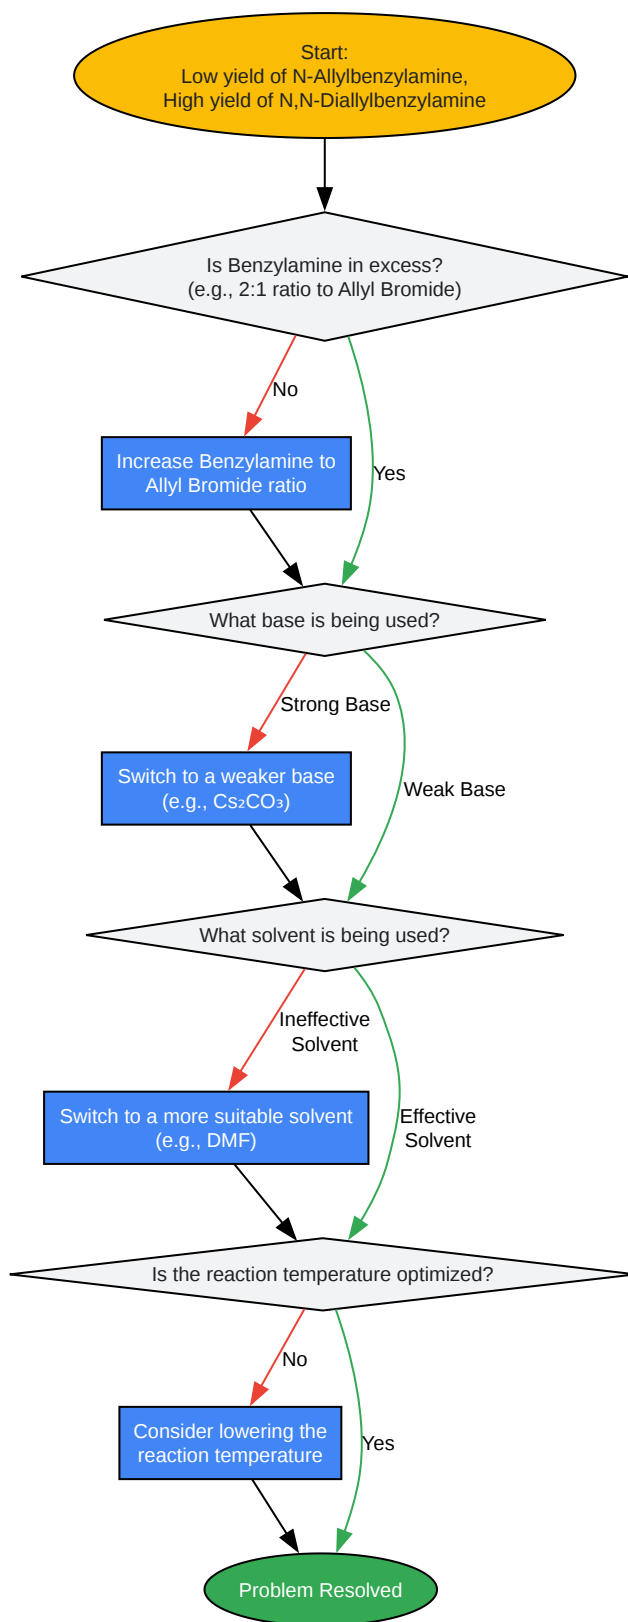 Start:
Low yield of N-Allylbenzylamine,
High yield of N,N-Diallylbenzylamine
Is Benzylamine in excess?
(e.g., 2:1 ratio to Allyl Bromide)
No
Increase Benzylamine to
Allyl Bromide ratio
Yes
What base is being used?
Strong Base
Switch to a weaker base
(e.g., Cs₂CO₃)
Weak Base
What solvent is being used?
Ineffective
Solvent
Switch to a more suitable solvent
(e.g., DMF)
Effective
Solvent
Is the reaction temperature optimized?
No
Consider lowering the
reaction temperature
Yes
Problem Resolved